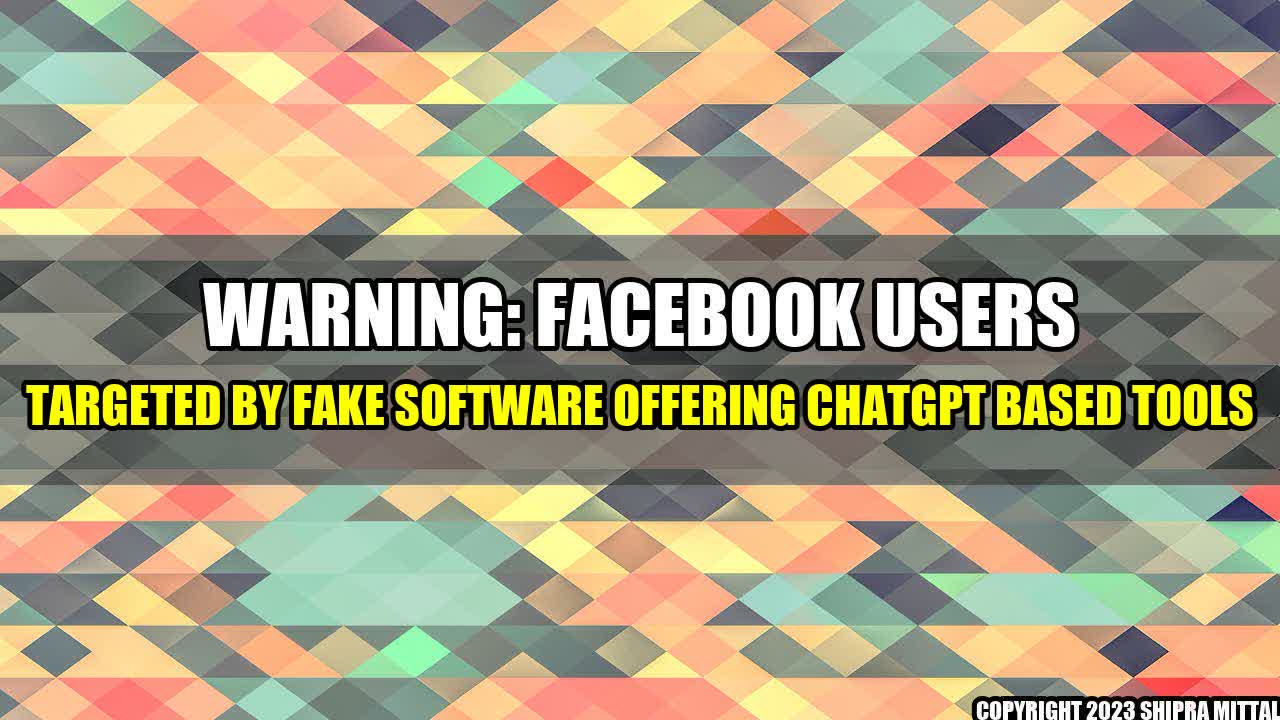 WARNING: FACEBOOK USERS
TARGETED BY FAKE SOFTWARE OFFERING CHATGPT BASED TOOLS
COPYRIGHT 2023 SHIPRA MITTAL